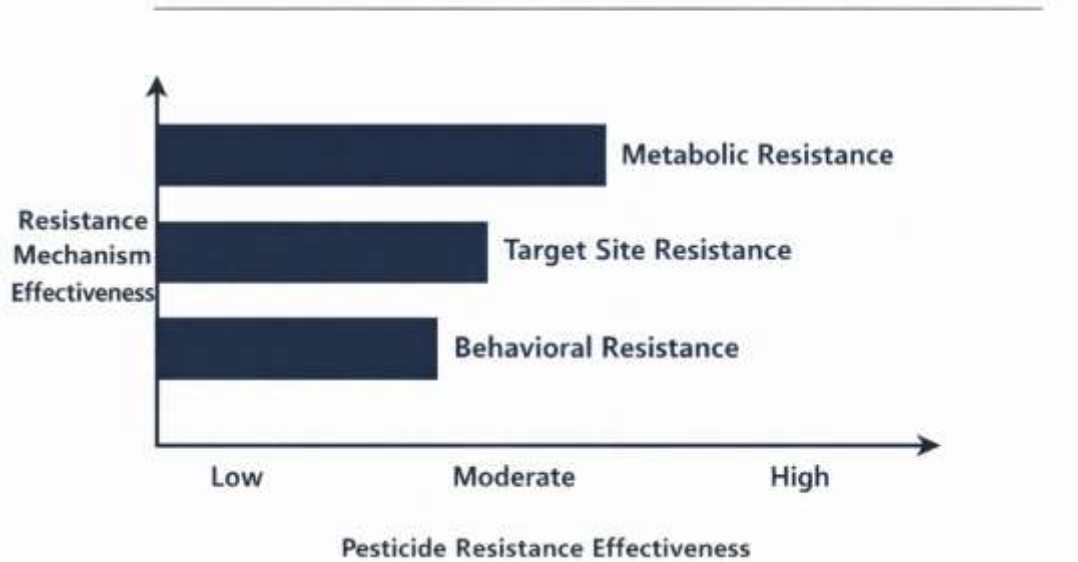 Metabolic Resistance
Resistance
Mechanism
Effectiveness
Target Site Resistance
Behavioral Resistance
Low Moderate High
Pesticide Resistance Effectiveness